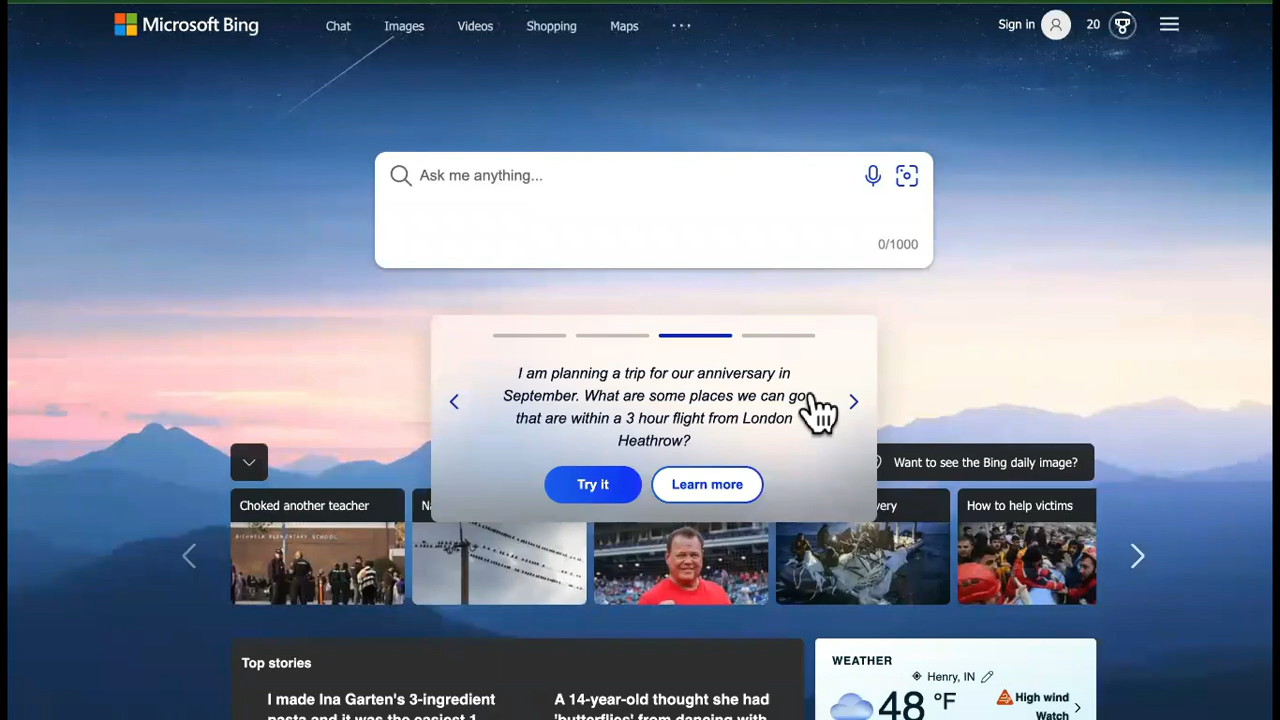 Microsoft Bing
Chat
Images
Videos
Shopping
Maps
Sign in
20
Ask me anything...
0/1000
I am planning a trip for our anniversary in
September. What are some places we can go
that are within a 3 hour flight from London
Heathrow?
Try it
Learn more
Want to see the Bing daily image?
Choked another teacher
How to help victims
Top stories
I made Ina Garten's 3-ingredient
A 14-year-old thought she had
'butterflies' from dancing with
WEATHER
Henry, IN
48 °F
High wind
Watch